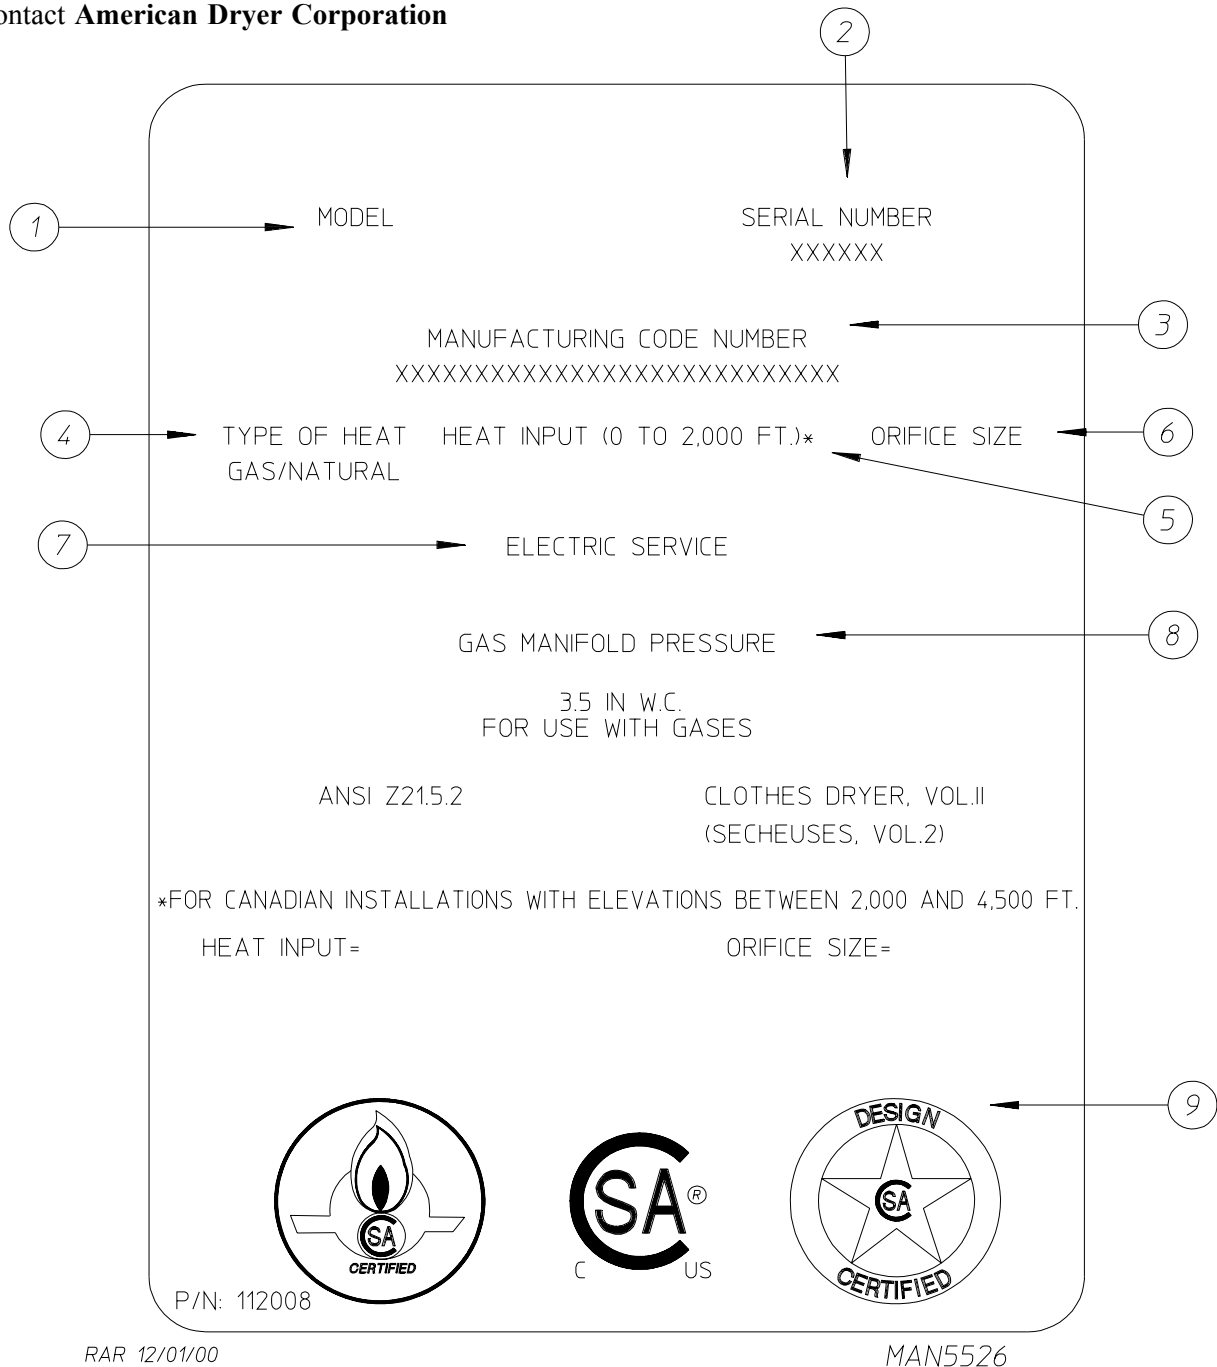 ontact American Dryer Corporation
2
1
MODEL
SERIAL NUMBER
XXXXXX
3
MANUFACTURING CODE NUMBER
XXXXXXXXXXXXXXXXXXXXXXXXXXXX
4
TYPE OF HEAT
GAS/NATURAL
HEAT INPUT (0 TO 2,000 FT.)*
ORIFICE SIZE
6
5
7
ELECTRIC SERVICE
GAS MANIFOLD PRESSURE
8
3.5 IN W.C.
FOR USE WITH GASES
ANSI Z21.5.2
CLOTHES DRYER, VOL.II
(SECHEUSES, VOL.2)
*FOR CANADIAN INSTALLATIONS WITH ELEVATIONS BETWEEN 2,000 AND 4,500 FT.
HEAT INPUT=
ORIFICE SIZE=
9
CSA
CERTIFIED
CSA ®
C US
DESIGN
CSA
CERTIFIED
P/N: 112008
RAR 12/01/00
MAN5526